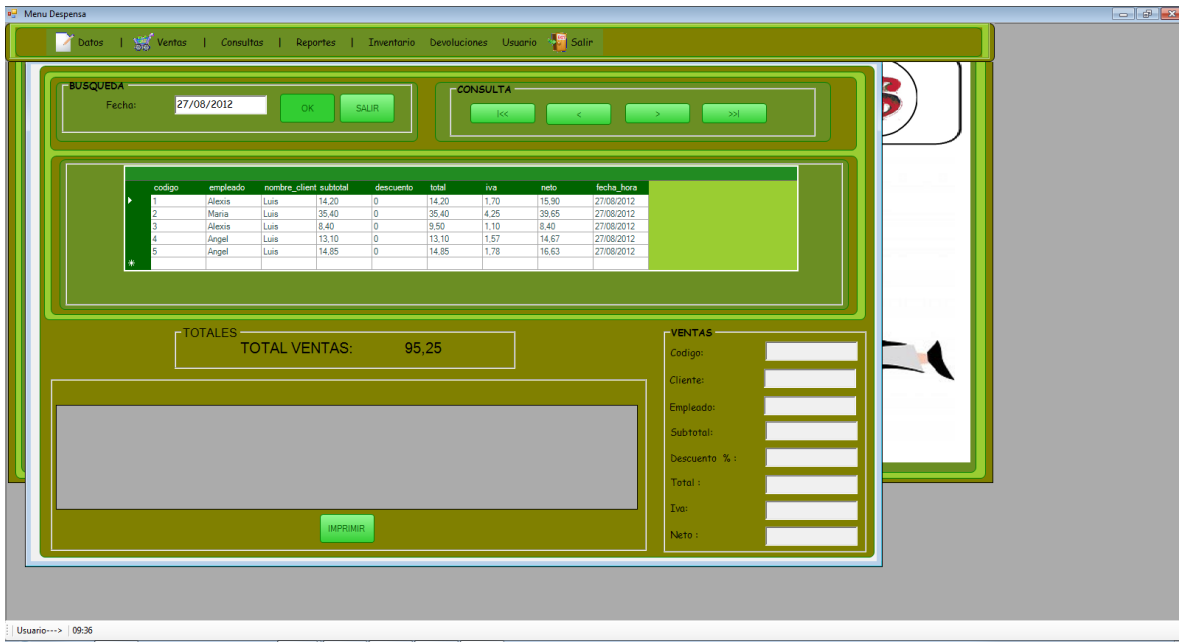 Menu Despensa
Datos | Ventas | Consultas | Reportes | Inventario Devoluciones Usuario Salir
BUSQUEDA
Fecha: 27/08/2012 OK SALIR
CONSULTA
|<< < > >>|
codigo empleado nombre_client subtotal descuento total iva neto fecha_hora
1 Alexis Luis 14,20 0 14,20 1,70 15,90 27/08/2012
2 Maria Luis 35,40 0 35,40 4,25 39,65 27/08/2012
3 Alexis Luis 8,40 0 9,50 1,10 8,40 27/08/2012
4 Angel Luis 13,10 0 13,10 1,57 14,67 27/08/2012
5 Angel Luis 14,85 0 14,85 1,78 16,63 27/08/2012
TOTALES
TOTAL VENTAS: 95,25
IMPRIMIR
VENTAS
Codigo:
Cliente:
Empleado:
Subtotal:
Descuento % :
Total :
Iva:
Neto :
S
Usuario---> 09:36